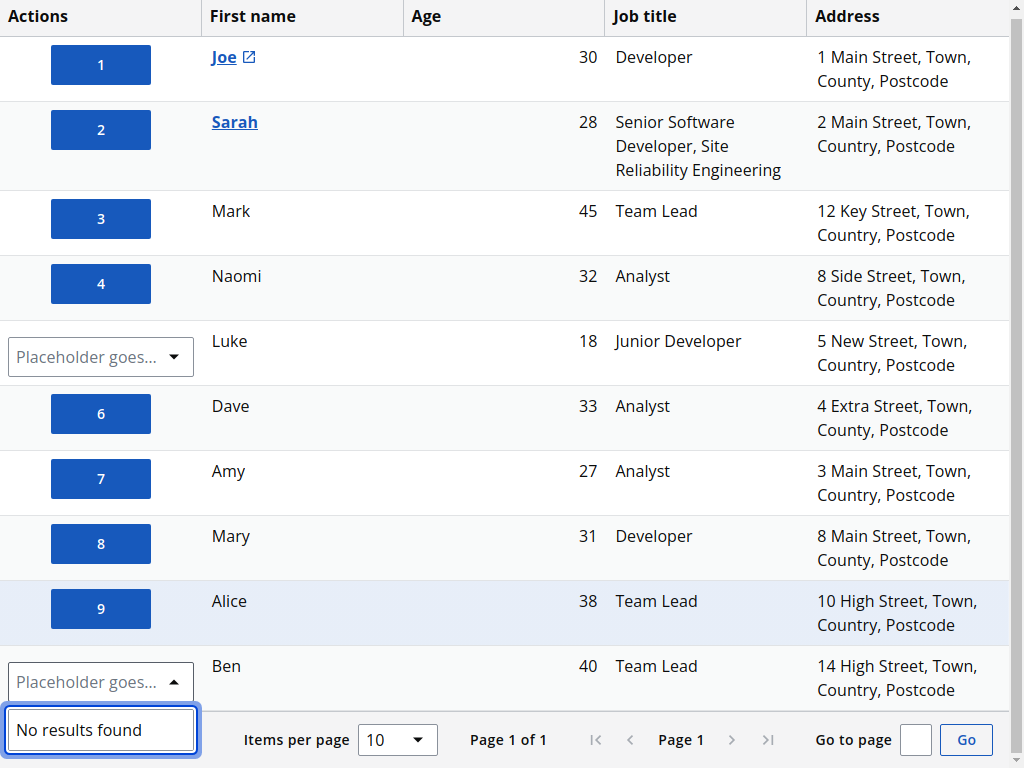 Actions First name Age Job title Address
1 Joe 30 Developer 1 Main Street, Town,
County, Postcode
2 Sarah 28 Senior Software 2 Main Street, Town,
Developer, Site Country, Postcode
Reliability Engineering
3 Mark 45 Team Lead 12 Key Street, Town,
Country, Postcode
4 Naomi 32 Analyst 8 Side Street, Town,
Country, Postcode
Placeholder goes... Luke 18 Junior Developer 5 New Street, Town,
Country, Postcode
6 Dave 33 Analyst 4 Extra Street, Town,
County, Postcode
7 Amy 27 Analyst 3 Main Street, Town,
Country, Postcode
8 Mary 31 Developer 8 Main Street, Town,
County, Postcode
9 Alice 38 Team Lead 10 High Street, Town,
Country, Postcode
Placeholder goes... Ben 40 Team Lead 14 High Street, Town,
Country, Postcode
No results found
Items per page 10 Page 1 of 1 Page 1 Go to page Go